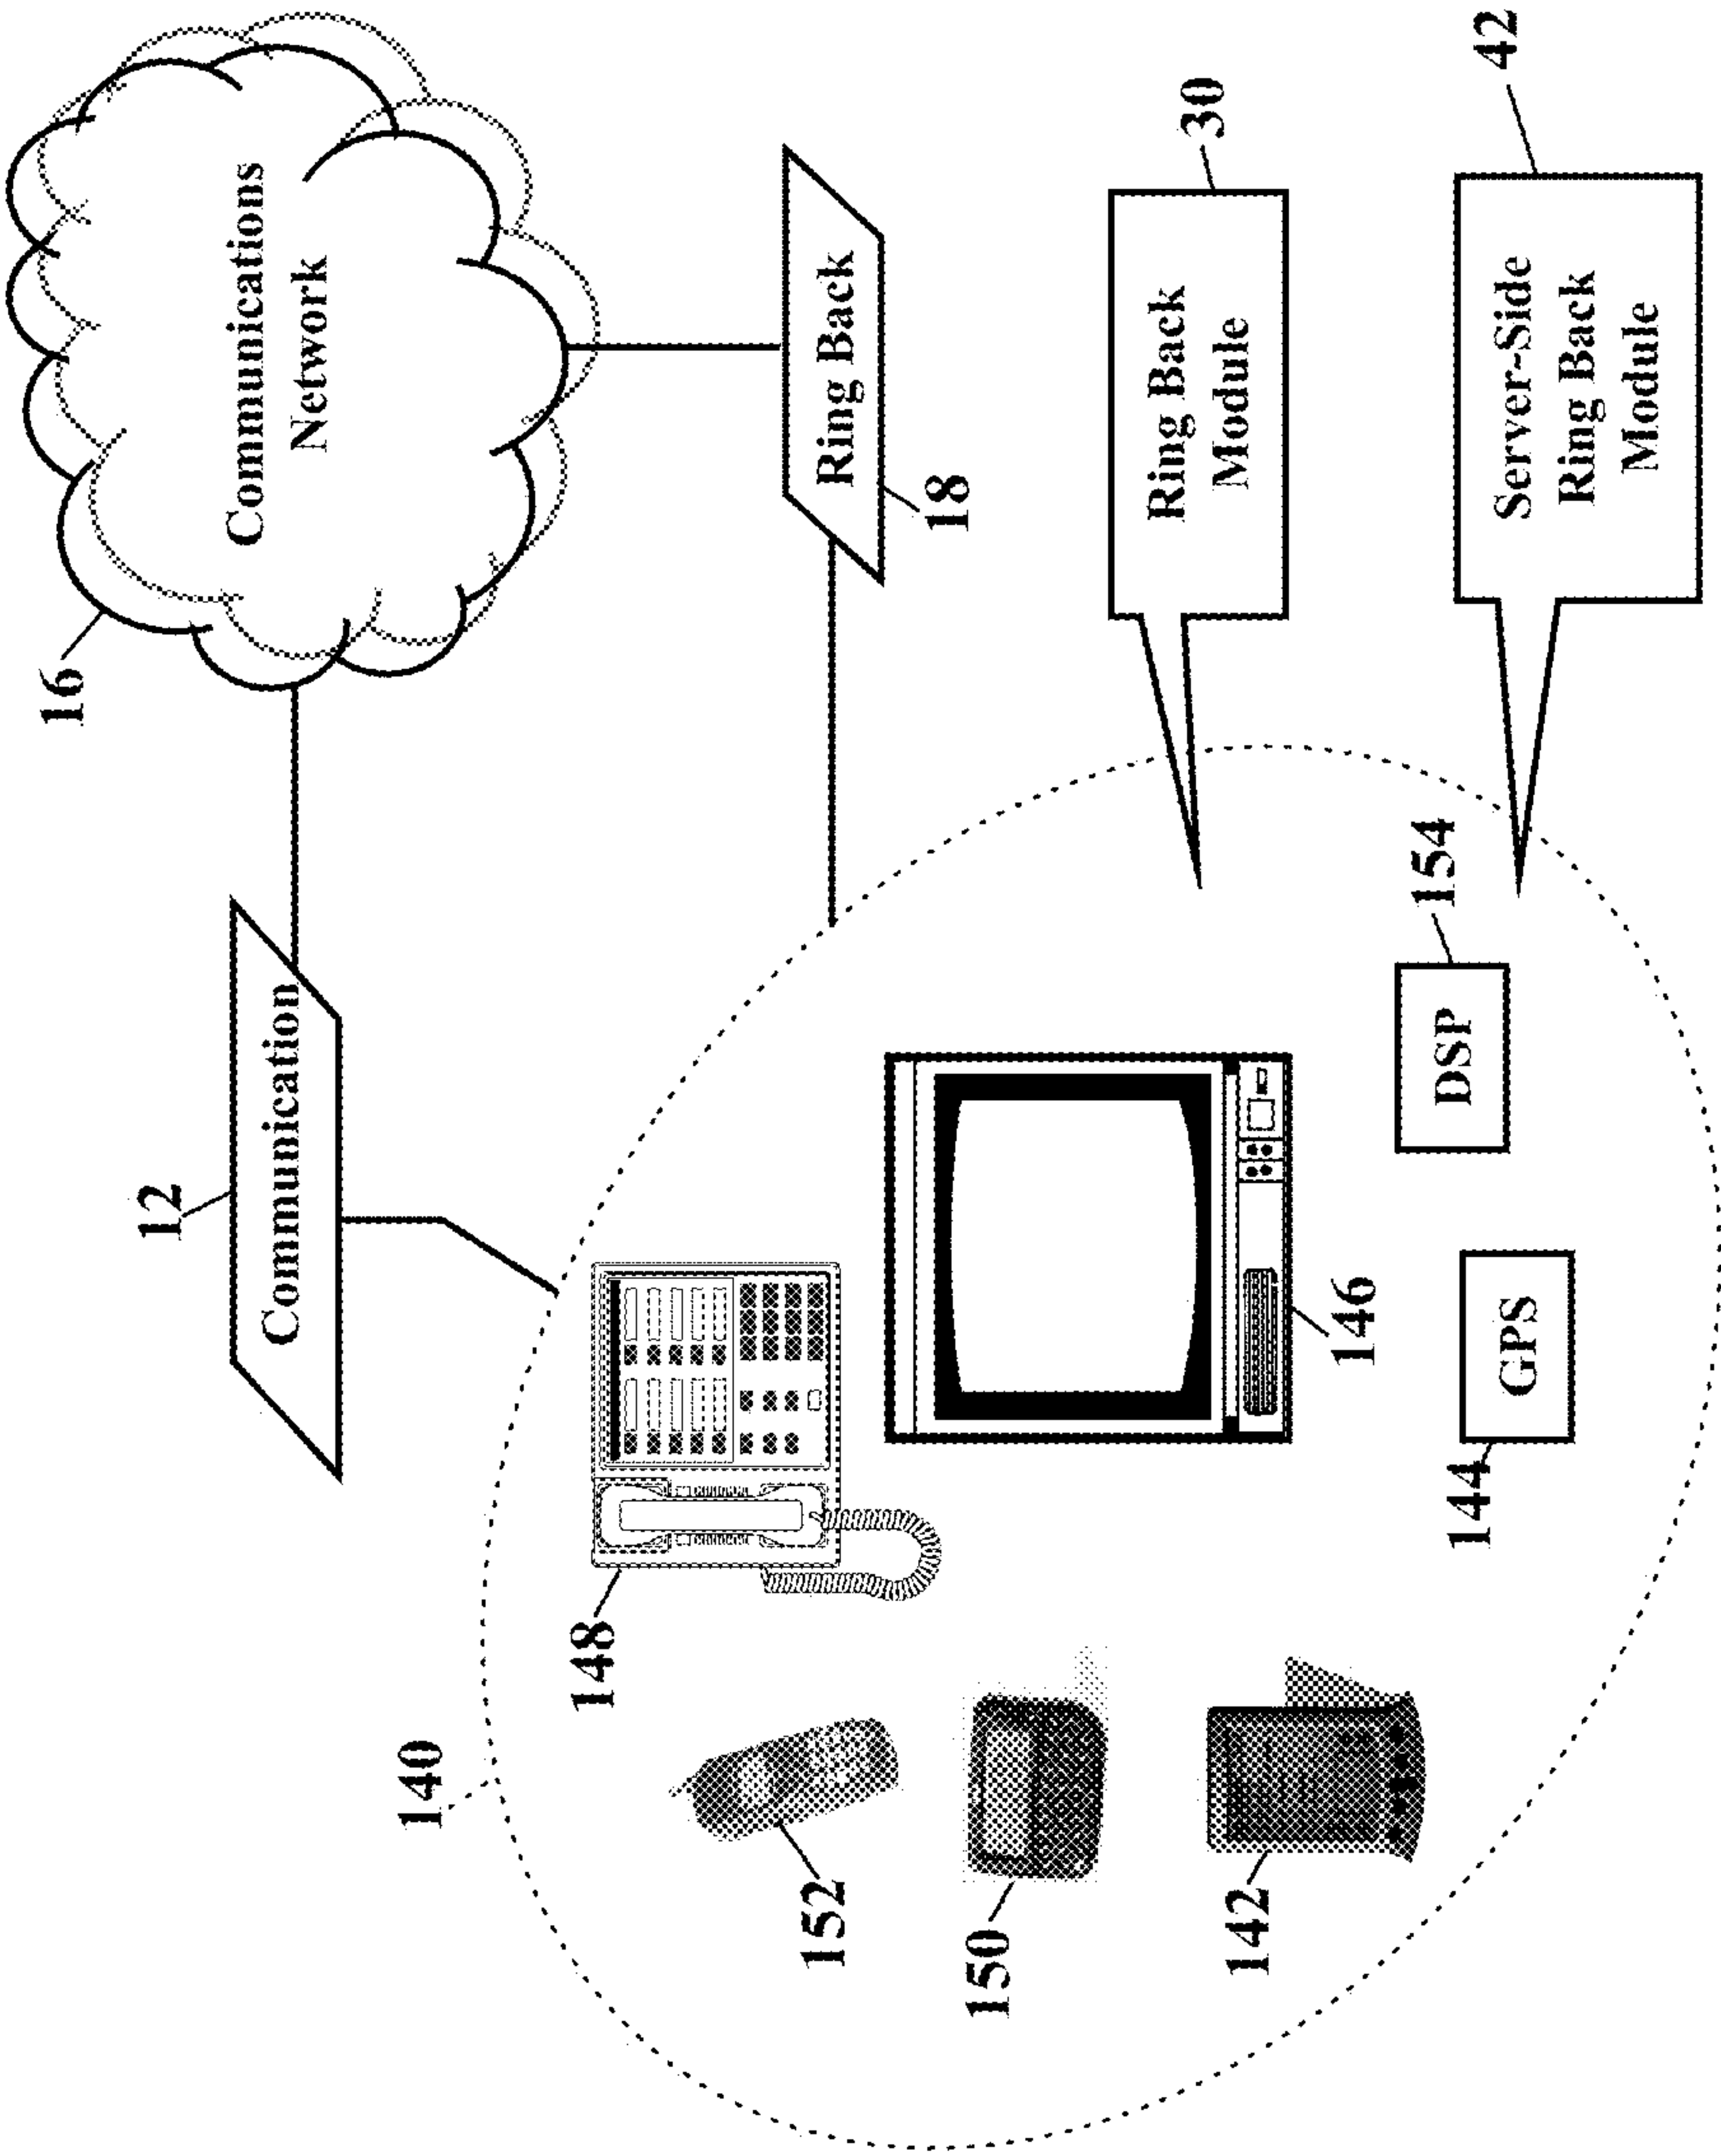 12
Communication
16
Communications
Network
140
148
152
Ring Back
18
150
146
142
Ring Back
Module
30
144
GPS
DSP
154
Server-Side
Ring Back
Module
42